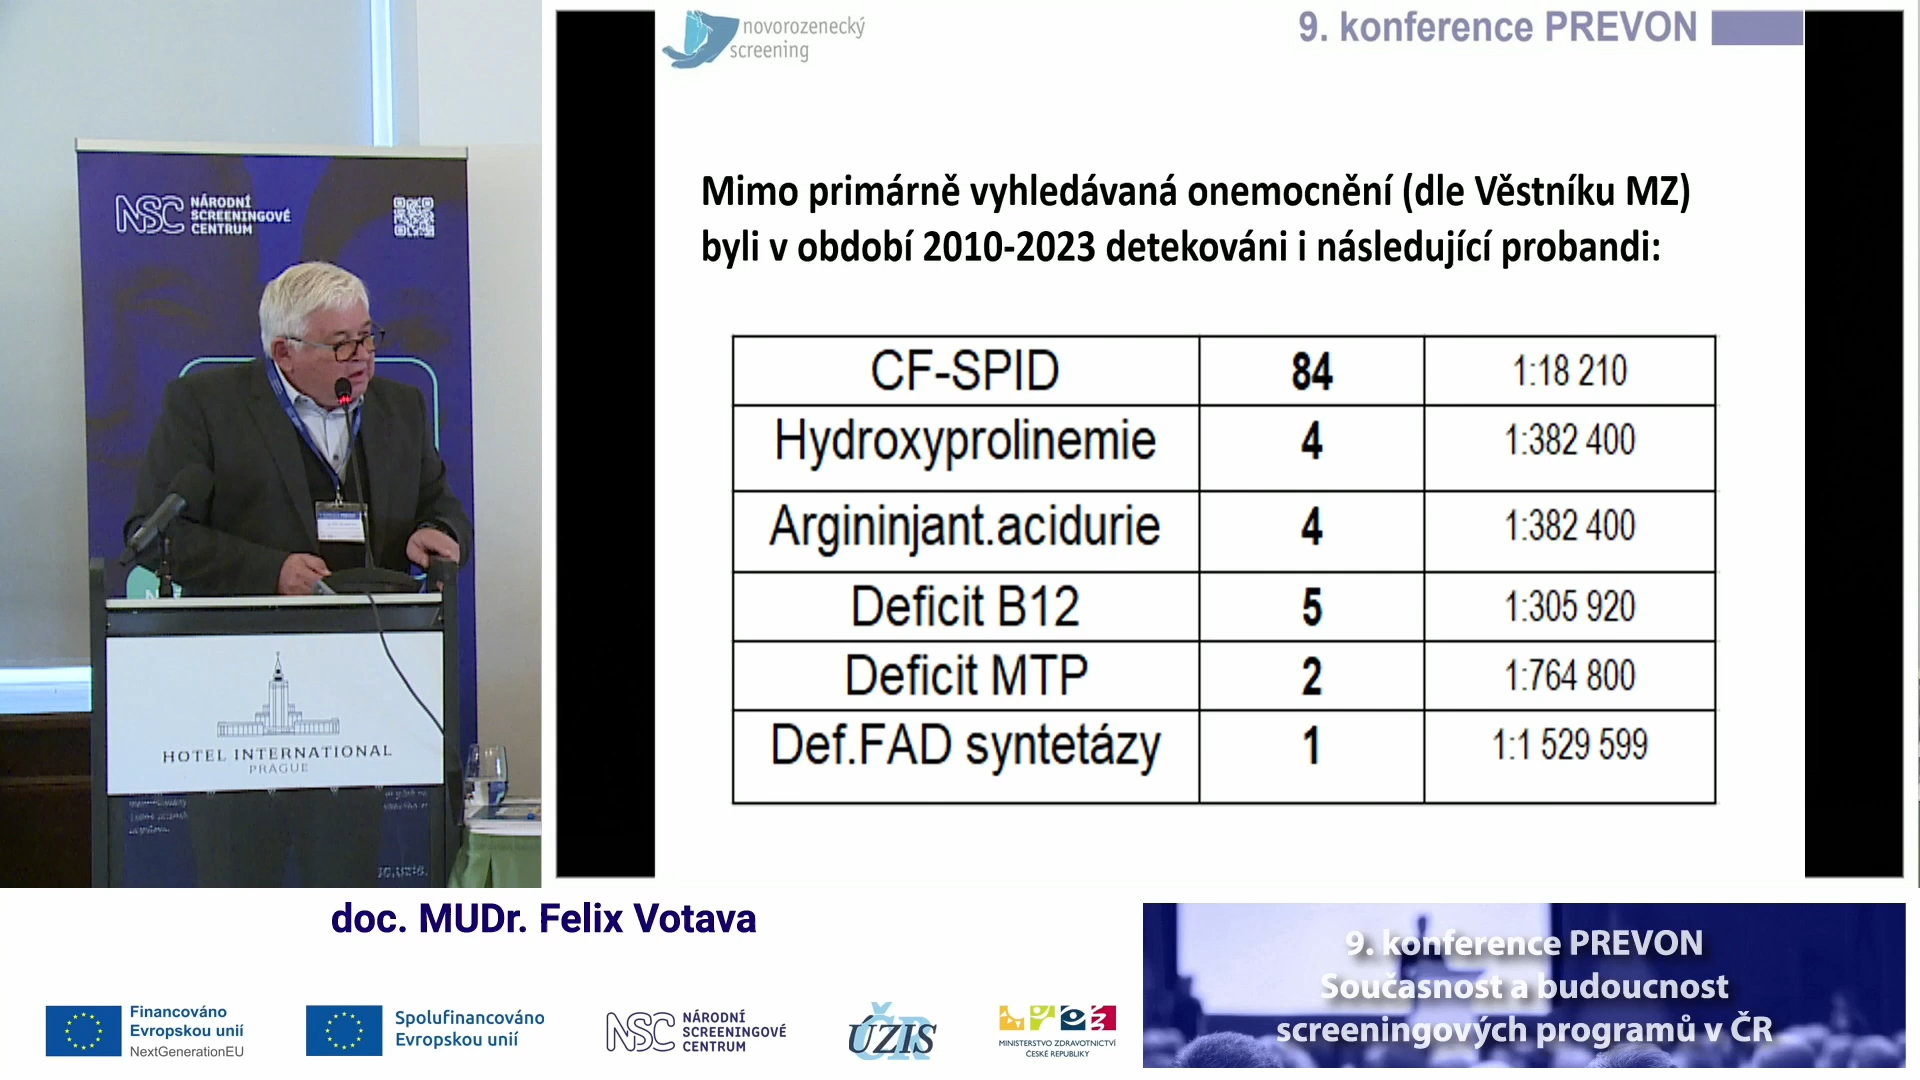 NSC NÁRODNÍ
SCREENINGOVÉ
CENTRUM
HOTEL INTERNATIONAL
PRAGUE
novorozenecký
screening
9. konference PREVON
Mimo primárně vyhledávaná onemocnění (dle Věstníku MZ)
byli v období 2010-2023 detekováni i následující probandi:
CF-SPID 84 1:18 210
Hydroxyprolinemie 4 1:382 400
Argininjant.acidurie 4 1:382 400
Deficit B12 5 1:305 920
Deficit MTP 2 1:764 800
Def.FAD syntetázy 1 1:1 529 599
doc. MUDr. Felix Votava
Financováno
Evropskou unií
NextGenerationEU
Spolufinancováno
Evropskou unií
NSC NÁRODNÍ
SCREENINGOVÉ
CENTRUM
ÚZIS
ČR
MINISTERSTVO ZDRAVOTNICTVÍ
ČESKÉ REPUBLIKY
9. konference PREVON
Současnost a budoucnost
screeningových programů v ČR